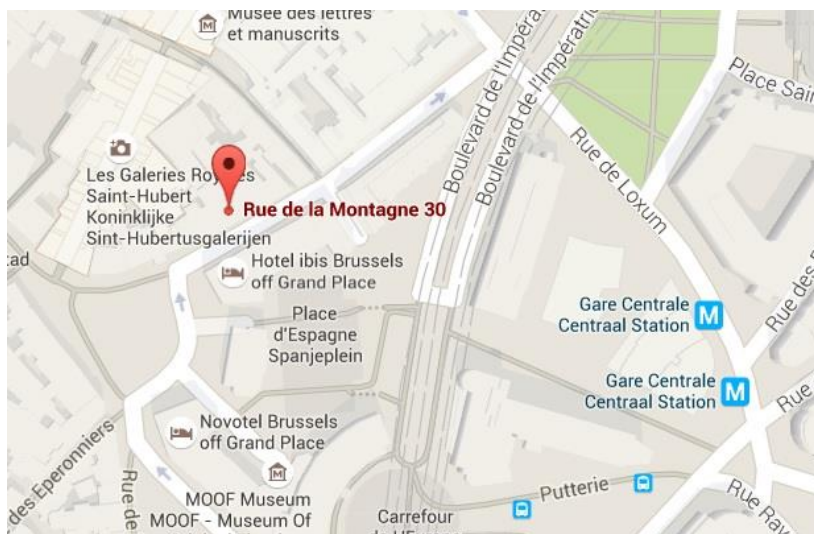 Musée des lettres
et manuscrits
Boulevard de l'Impératrice
Boulevard de l'Impératrice
Place Sain
Rue de Loxum
Les Galeries Royales
Saint-Hubert
Koninklijke
Sint-Hubertusgalerijen
Rue de la Montagne 30
Hotel ibis Brussels
off Grand Place
Place
d'Espagne
Spanjeplein
Gare Centrale
Centraal Station
M
Rue des
Gare Centrale
Centraal Station
M
Rue
Novotel Brussels
off Grand Place
des Eperonniers
Rue de
MOOF Museum
MOOF - Museum Of
Putterie
Carrefour
Rue Rav